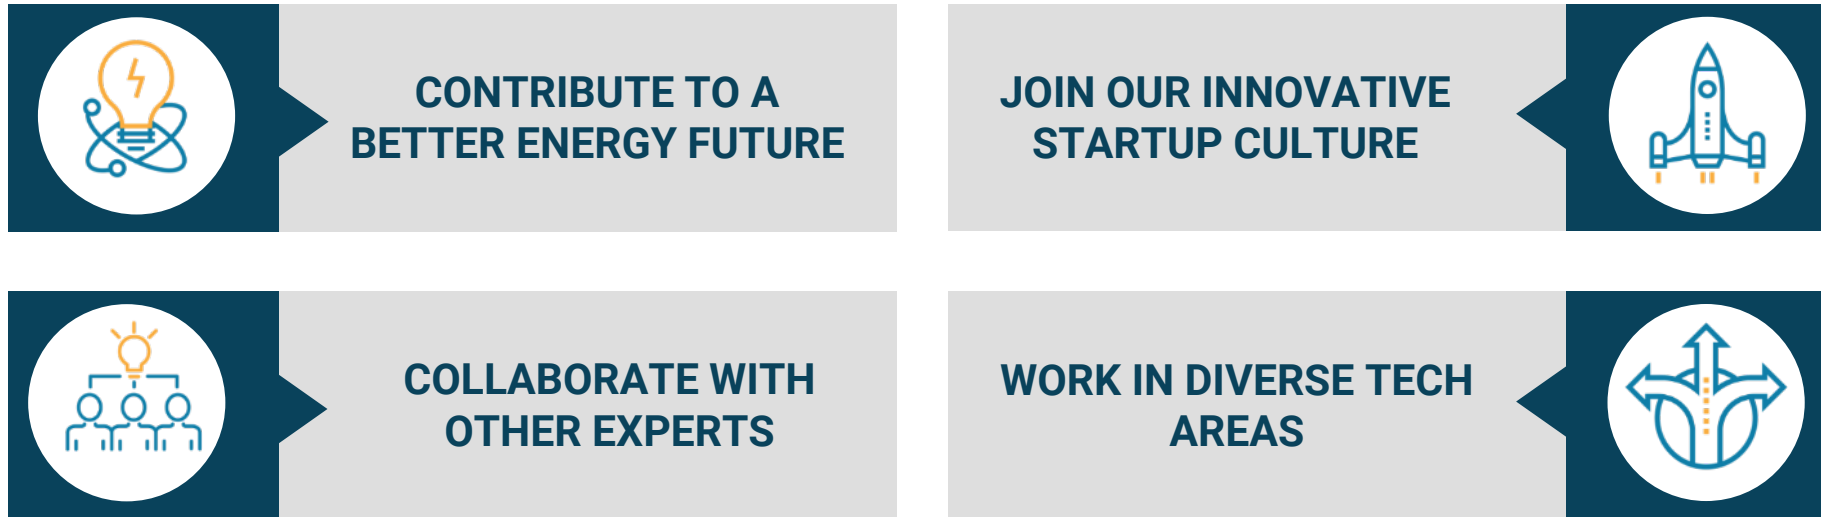 CONTRIBUTE TO A
BETTER ENERGY FUTURE
JOIN OUR INNOVATIVE
STARTUP CULTURE
COLLABORATE WITH
OTHER EXPERTS
WORK IN DIVERSE TECH
AREAS